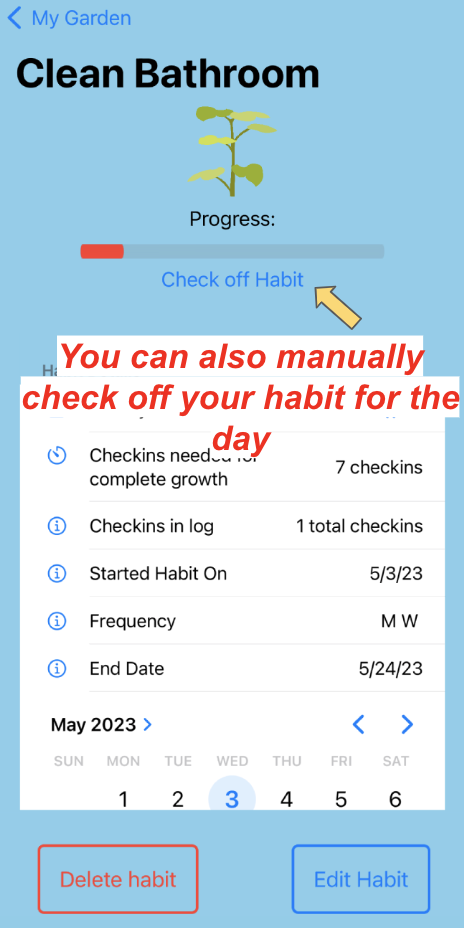 My Garden
Clean Bathroom
Progress:
Check off Habit
You can also manually
check off your habit for the
day
Checkins needed for
complete growth
7 checkins
Checkins in log
1 total checkins
Started Habit On
5/3/23
Frequency
M W
End Date
5/24/23
May 2023
SUN MON TUE WED THU FRI SAT
1 2 3 4 5 6
Delete habit
Edit Habit